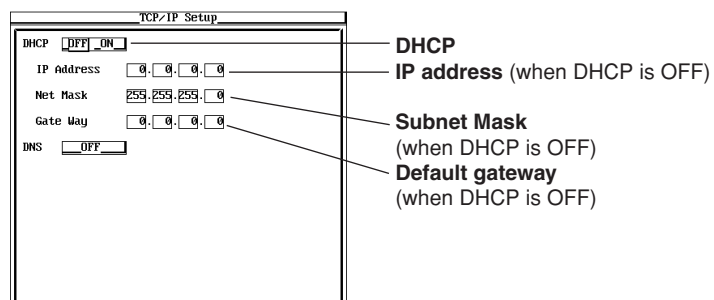 TCP/IP Setup
DHCP OFF ON
DHCP
IP Address 0. 0. 0. 0
IP address (when DHCP is OFF)
Net Mask 255.255.255. 0
Subnet Mask
(when DHCP is OFF)
Gate Way 0. 0. 0. 0
Default gateway
(when DHCP is OFF)
DNS OFF